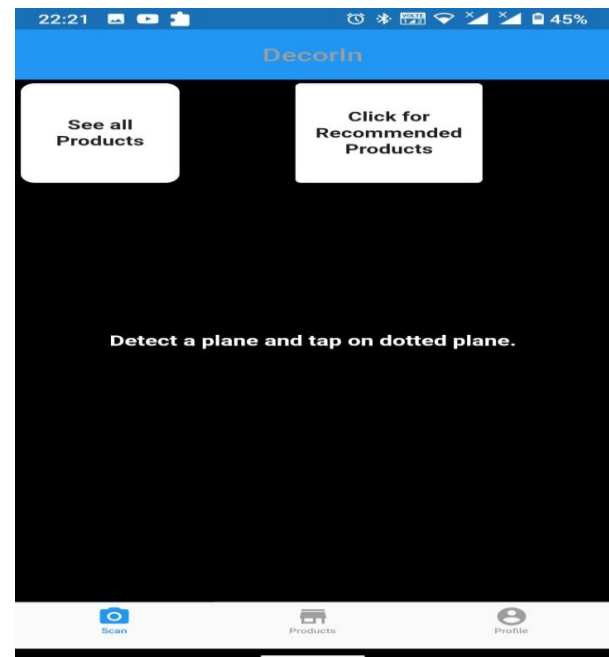 22:21 45%
DecorIn
See all
Products
Click for
Recommended
Products
Detect a plane and tap on dotted plane.
Scan Products Profile